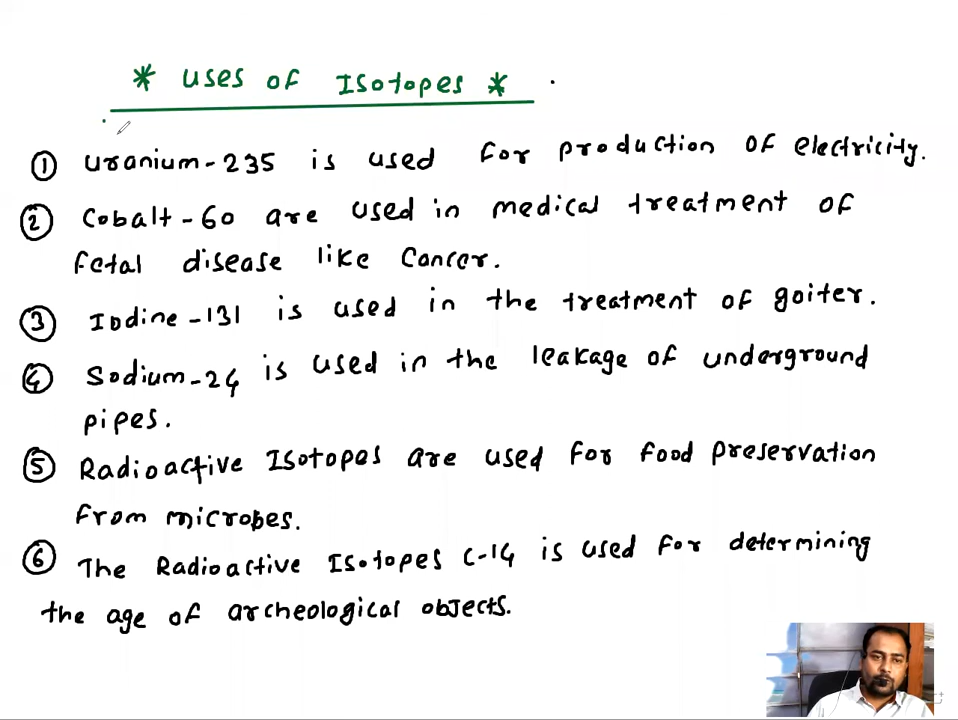 * Uses of Isotopes *
① Uranium-235 is used for production of electricity.
② Cobalt-60 are used in medical treatment of
fetal disease like Cancer.
③ Iodine-131 is used in the treatment of goiter.
④ Sodium-24 is used in the leakage of underground
pipes.
⑤ Radioactive Isotopes are used for food preservation
from microbes.
⑥ The Radioactive Isotopes C-14 is used for determining
the age of archeological objects.